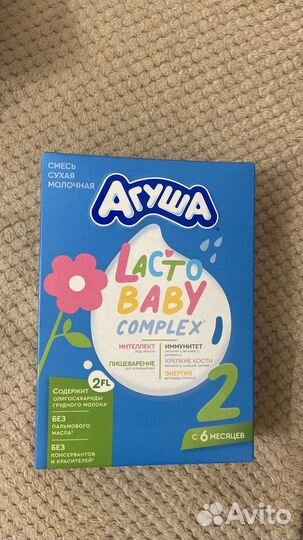 СМЕСЬ
СУХАЯ
МОЛОЧНАЯ
АГУША
LACTO
BABY
COMPLEX
ИНТЕЛЛЕКТ
ИММУНИТЕТ
ПИЩЕВАРЕНИЕ
КРЕПКИЕ КОСТИ
ЭНЕРГИЯ
СОДЕРЖИТ 2FL
ОЛИГОСАХАРИДЫ
ГРУДНОГО МОЛОКА
БЕЗ
ПАЛЬМОВОГО
МАСЛА
БЕЗ
КОНСЕРВАНТОВ
И КРАСИТЕЛЕЙ
2
С 6 МЕСЯЦЕВ
Avito